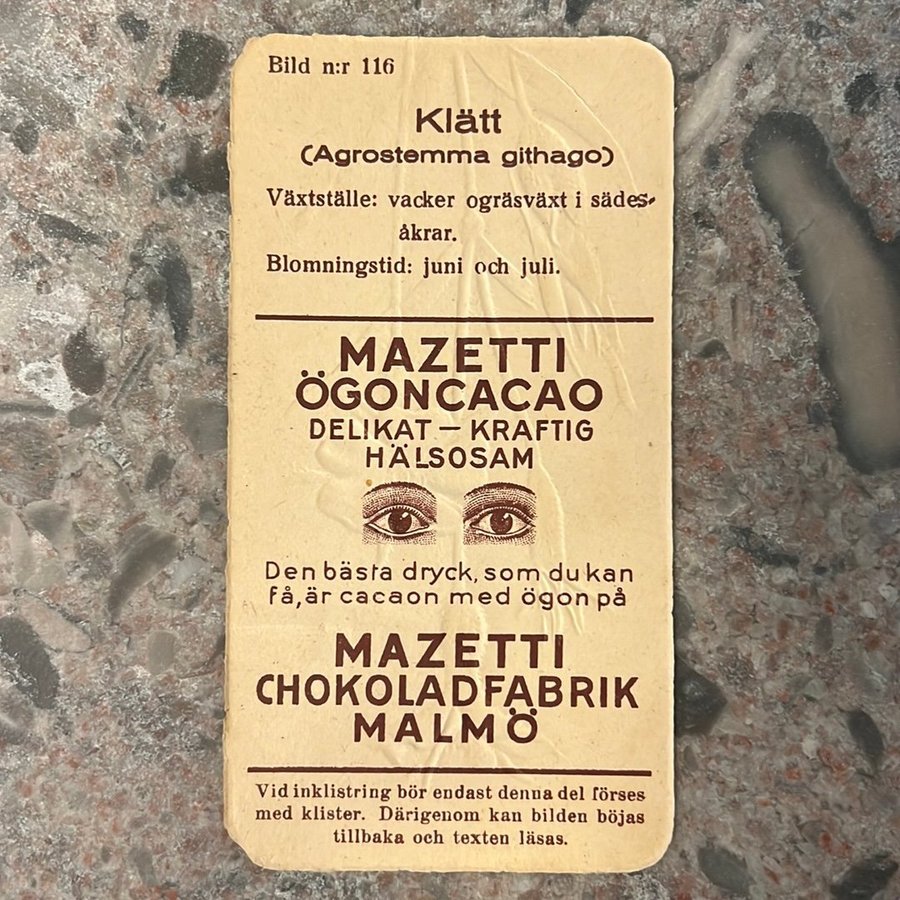 Bild n:r 116
Klätt
(Agrostemma githago)
Växtställe: vacker ogräsväxt i sädes-
åkrar.
Blomningstid: juni och juli.
MAZETTI
ÖGONCACAO
DELIKAT — KRAFTIG
HÄLSOSAM
Den bästa dryck, som du kan
få, är cacaon med ögon på
MAZETTI
CHOKOLADFABRIK
MALMÖ
Vid inklistring bör endast denna del förses
med klister. Därigenom kan bilden böjas
tillbaka och texten läsas.